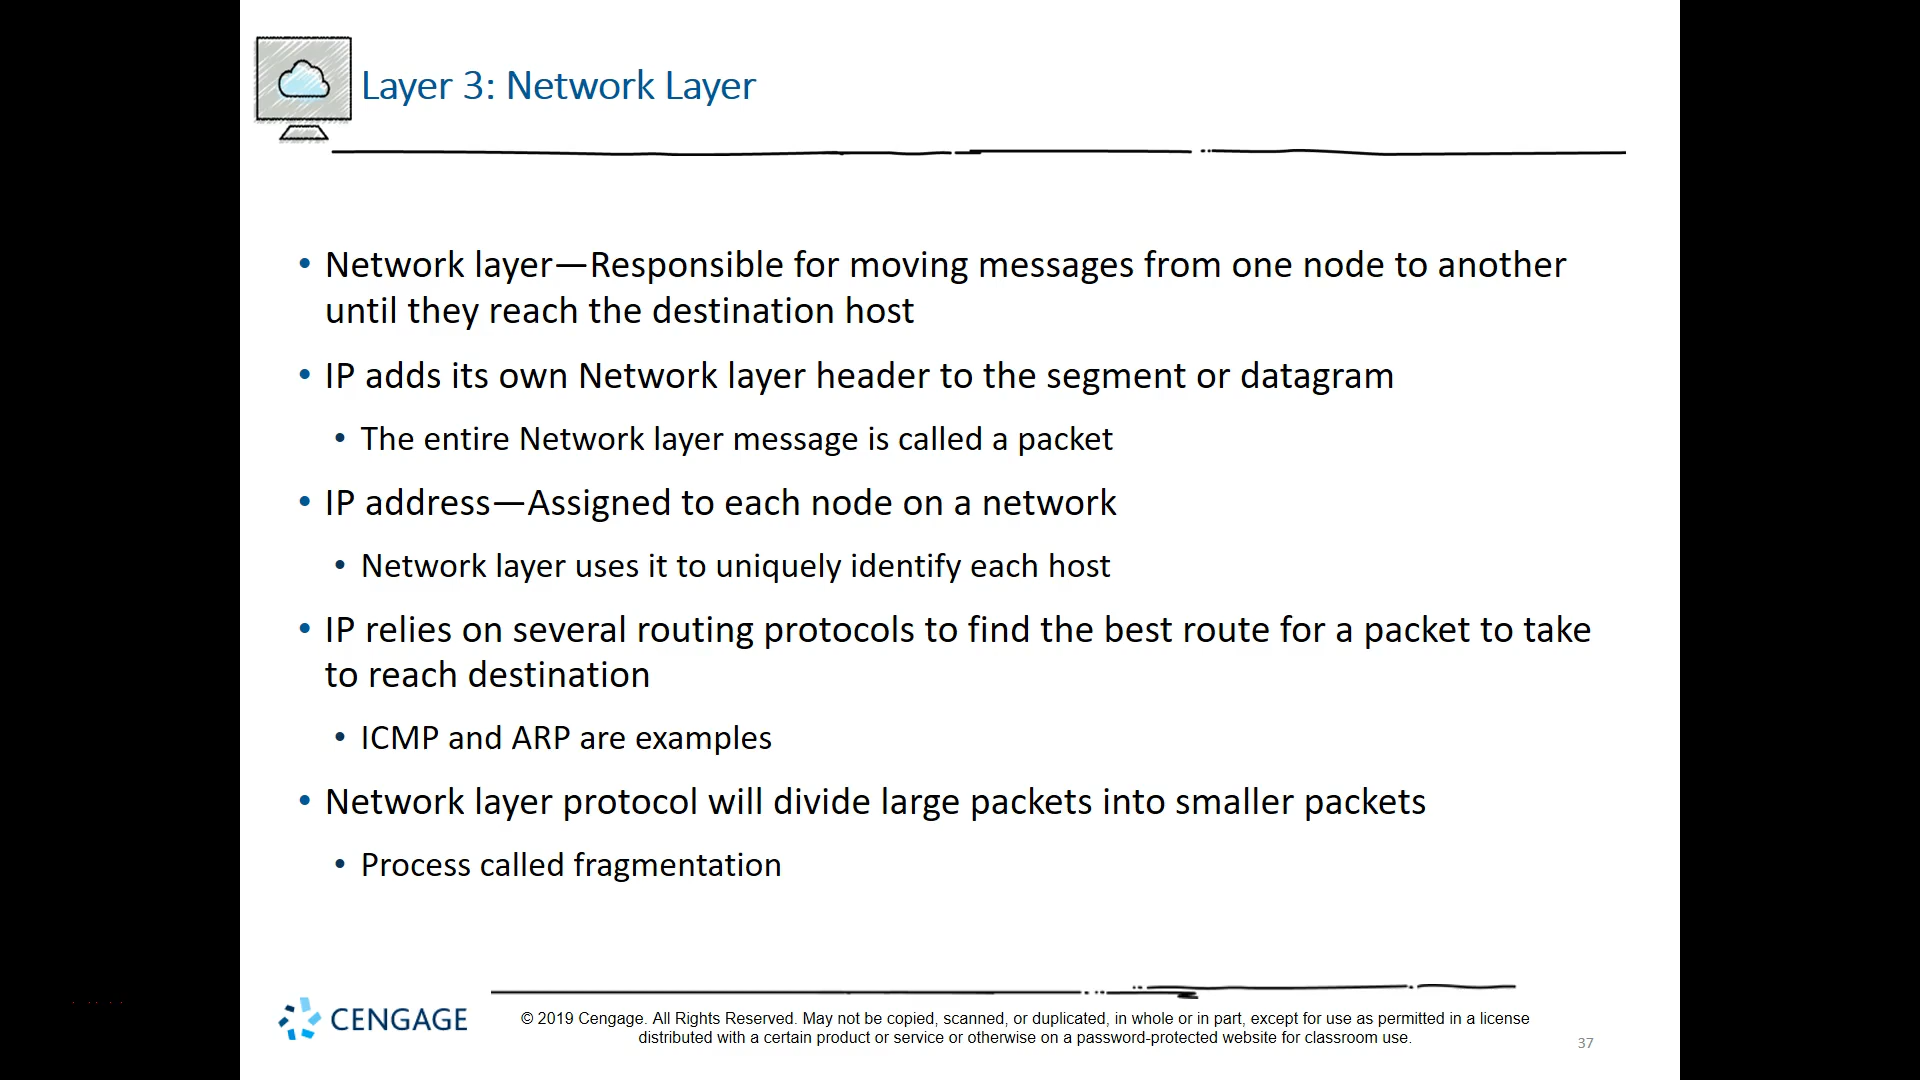 Layer 3: Network Layer
• Network layer—Responsible for moving messages from one node to another
until they reach the destination host
• IP adds its own Network layer header to the segment or datagram
• The entire Network layer message is called a packet
• IP address—Assigned to each node on a network
• Network layer uses it to uniquely identify each host
• IP relies on several routing protocols to find the best route for a packet to take
to reach destination
• ICMP and ARP are examples
• Network layer protocol will divide large packets into smaller packets
• Process called fragmentation
CENGAGE
© 2019 Cengage. All Rights Reserved. May not be copied, scanned, or duplicated, in whole or in part, except for use as permitted in a license
distributed with a certain product or service or otherwise on a password-protected website for classroom use.
37